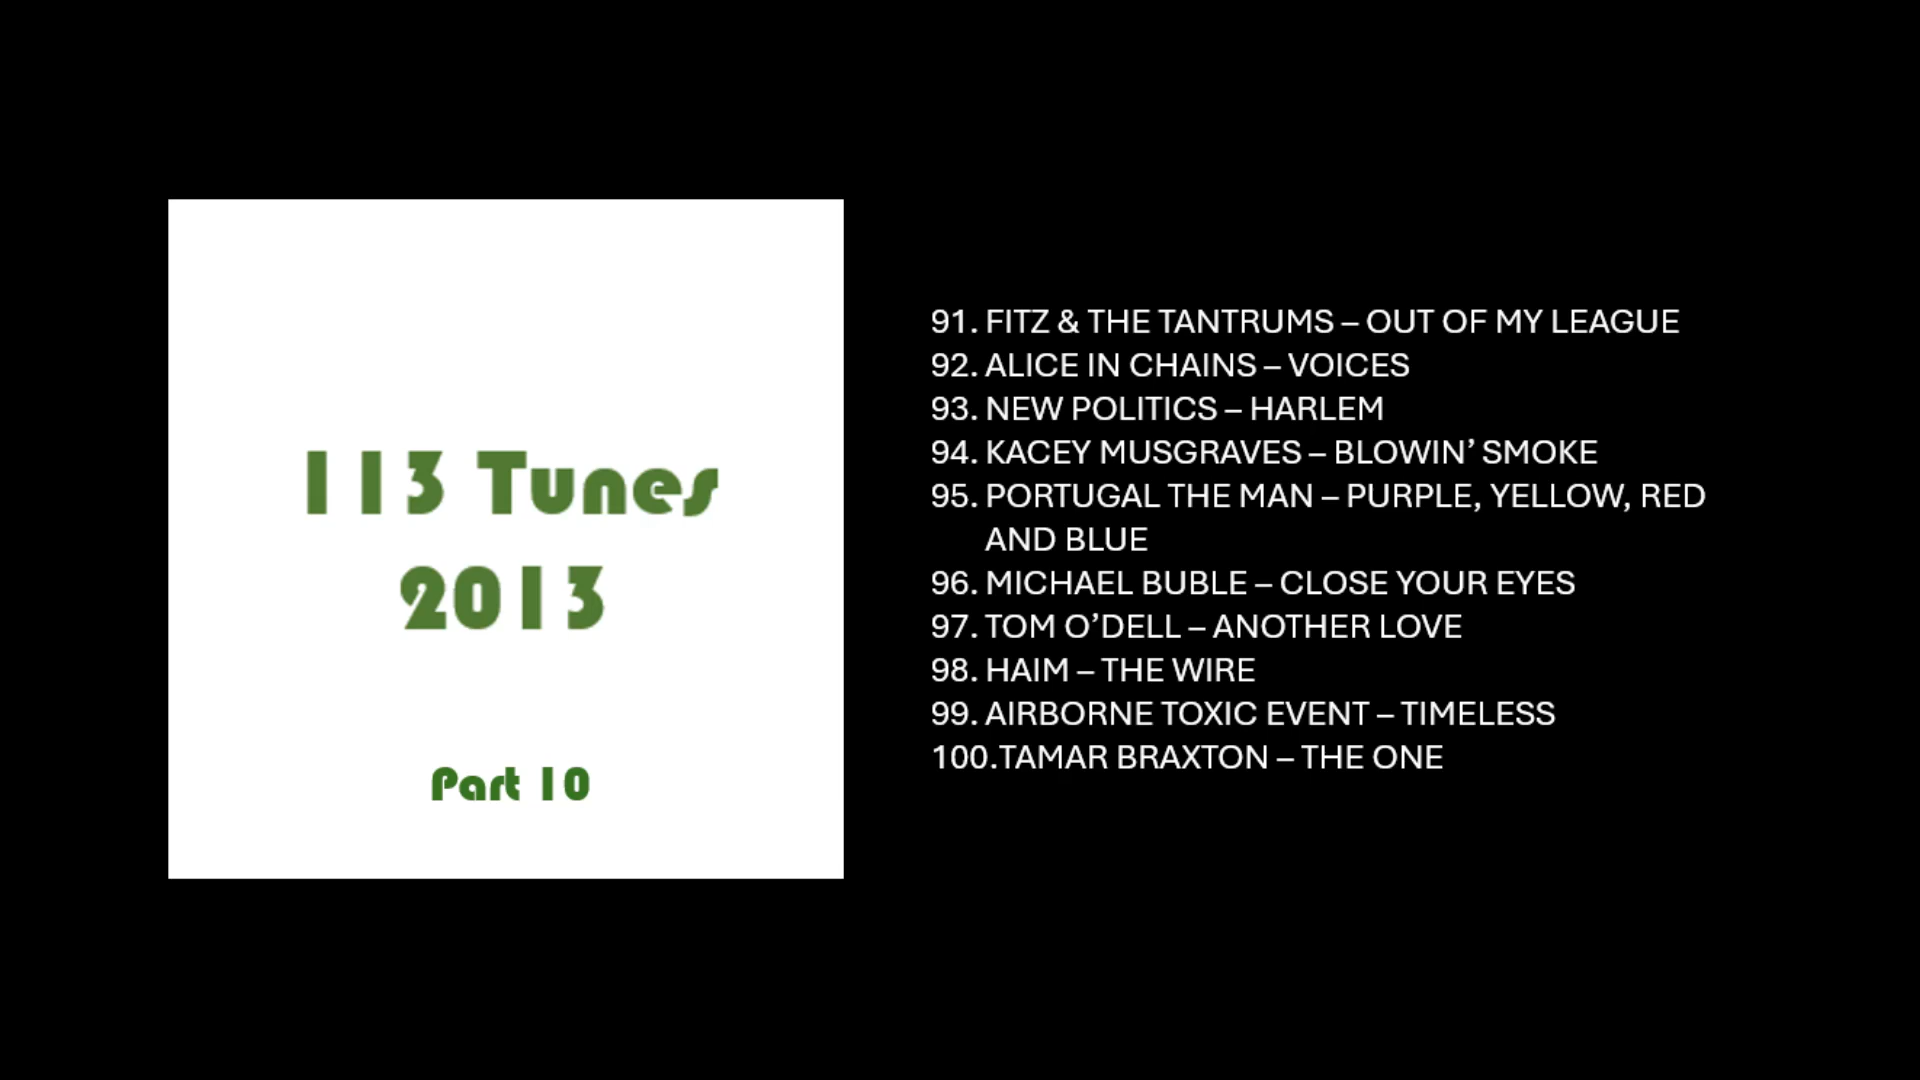 113 Tunes
2013
Part 10
91. FITZ & THE TANTRUMS – OUT OF MY LEAGUE
92. ALICE IN CHAINS – VOICES
93. NEW POLITICS – HARLEM
94. KACEY MUSGRAVES – BLOWIN’ SMOKE
95. PORTUGAL THE MAN – PURPLE, YELLOW, RED
AND BLUE
96. MICHAEL BUBLE – CLOSE YOUR EYES
97. TOM O’DELL – ANOTHER LOVE
98. HAIM – THE WIRE
99. AIRBORNE TOXIC EVENT – TIMELESS
100.TAMAR BRAXTON – THE ONE